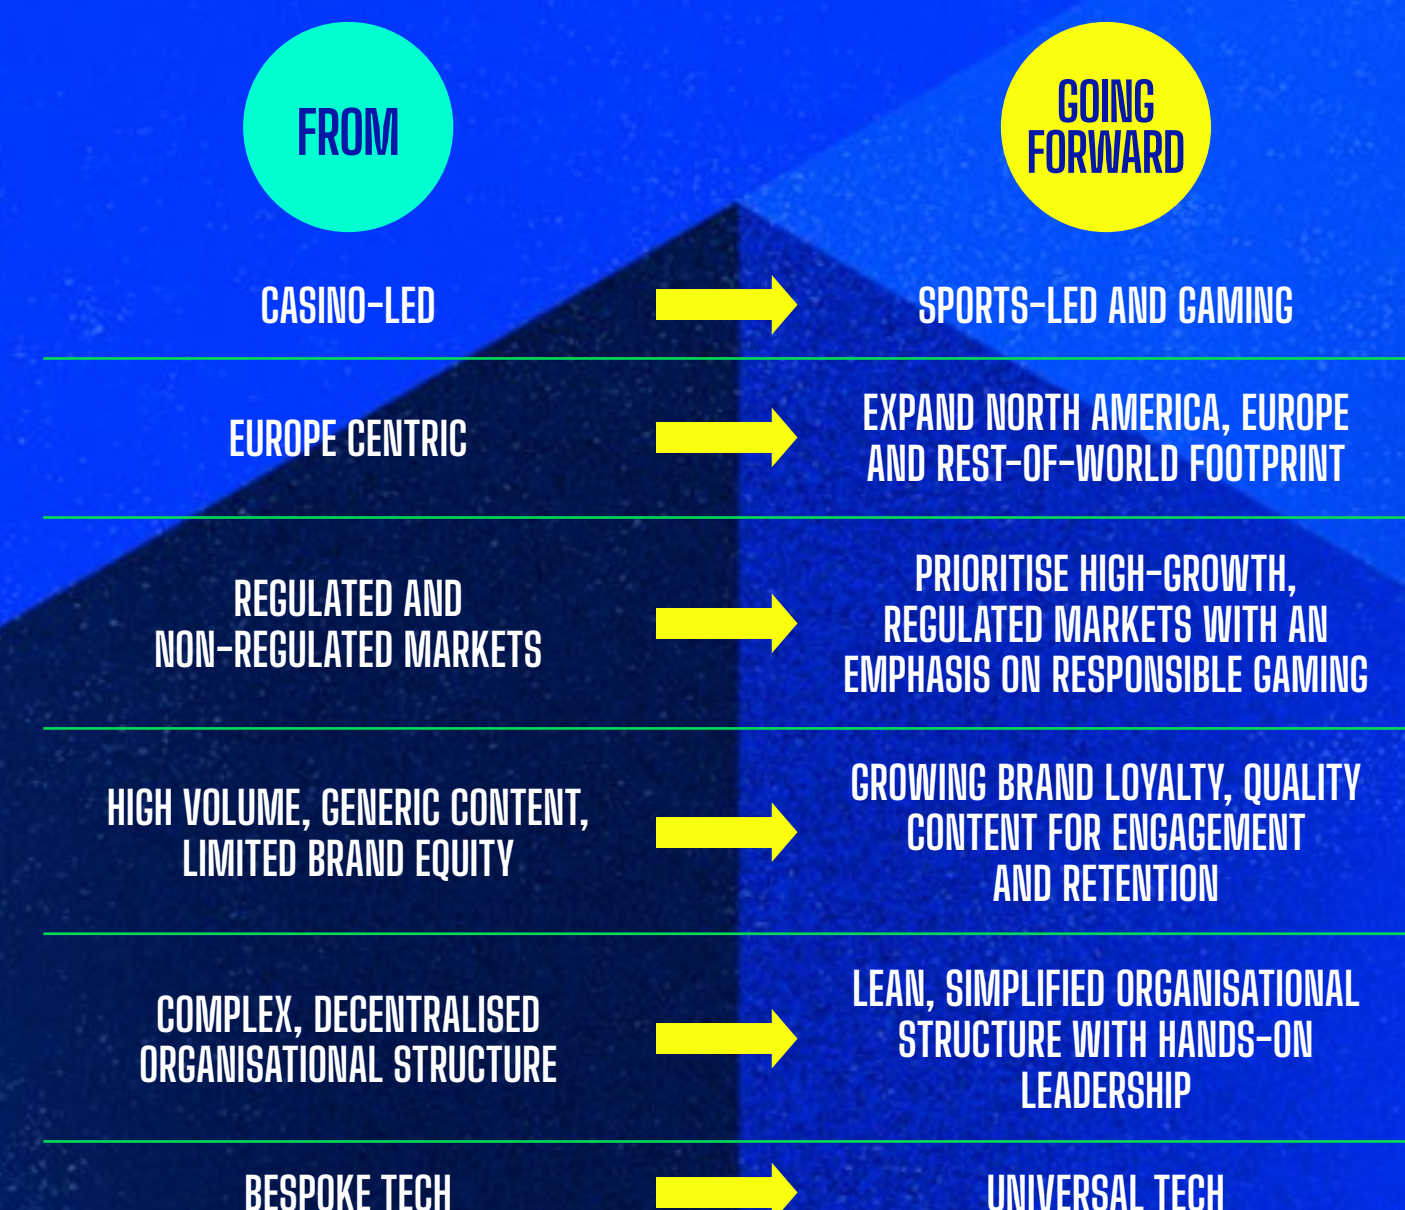 FROM
GOING
FORWARD
CASINO-LED
SPORTS-LED AND GAMING
EUROPE CENTRIC
EXPAND NORTH AMERICA, EUROPE
AND REST-OF-WORLD FOOTPRINT
REGULATED AND
NON-REGULATED MARKETS
PRIORITISE HIGH-GROWTH,
REGULATED MARKETS WITH AN
EMPHASIS ON RESPONSIBLE GAMING
HIGH VOLUME, GENERIC CONTENT,
LIMITED BRAND EQUITY
GROWING BRAND LOYALTY, QUALITY
CONTENT FOR ENGAGEMENT
AND RETENTION
COMPLEX, DECENTRALISED
ORGANISATIONAL STRUCTURE
LEAN, SIMPLIFIED ORGANISATIONAL
STRUCTURE WITH HANDS-ON
LEADERSHIP
BESPOKE TECH
UNIVERSAL TECH